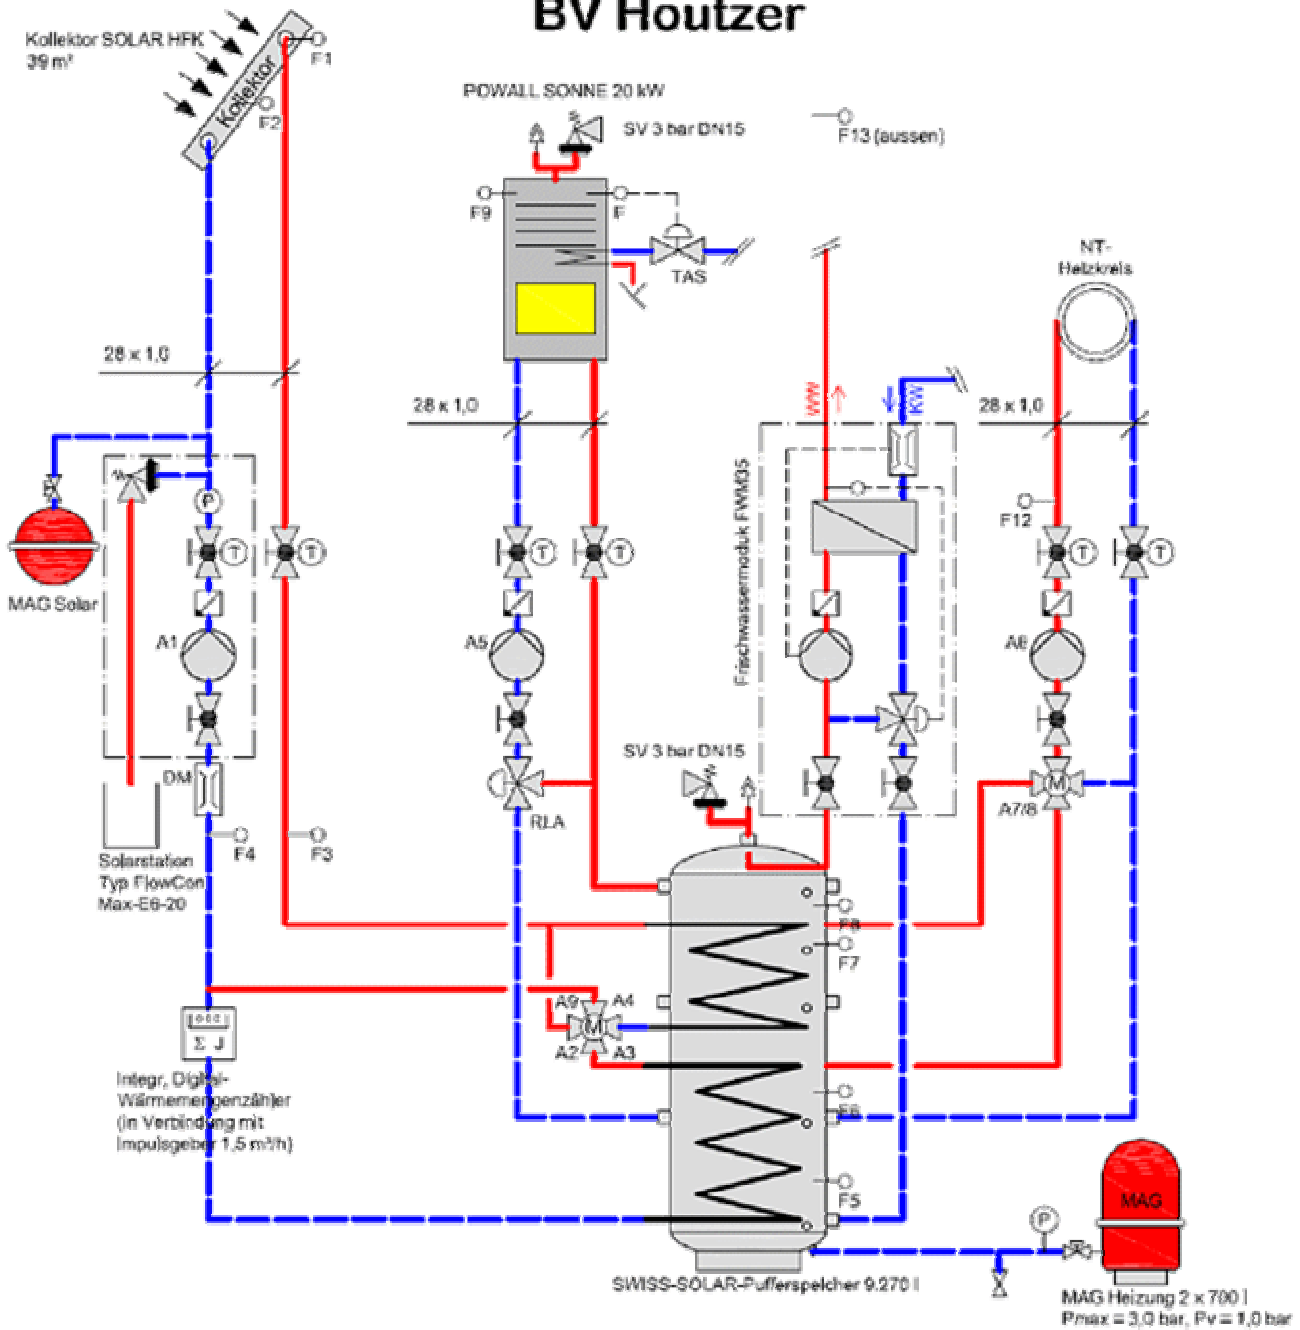 BV Houtzer
Kollektor SOLAR HFK
39 m²
Kollektor
F1
F2
POWALL SONNE 20 kW
SV 3 bar DN15
F13 (aussen)
F9
F
TAS
NT-
Heizkreis
28 x 1,0
28 x 1,0
28 x 1,0
WW
KW
P
T
T
T
T
T
T
F12
MAG Solar
Frischwassermodul FWM35
A1
A5
A6
SV 3 bar DN15
DM
RLA
M
A7/8
F4
F3
Solarstation
Typ FlowCon
Max-E6-20
F8
F7
A9
A4
M
A2
A3
Σ J
Integr, Digital-
Wärmemengenzähler
(in Verbindung mit
Impulsgeber 1,5 m³/h)
F6
F5
P
MAG
SWISS-SOLAR-Pufferspeicher 9.270 l
MAG Heizung 2 x 700 l
Pmax = 3,0 bar, Pv = 1,0 bar